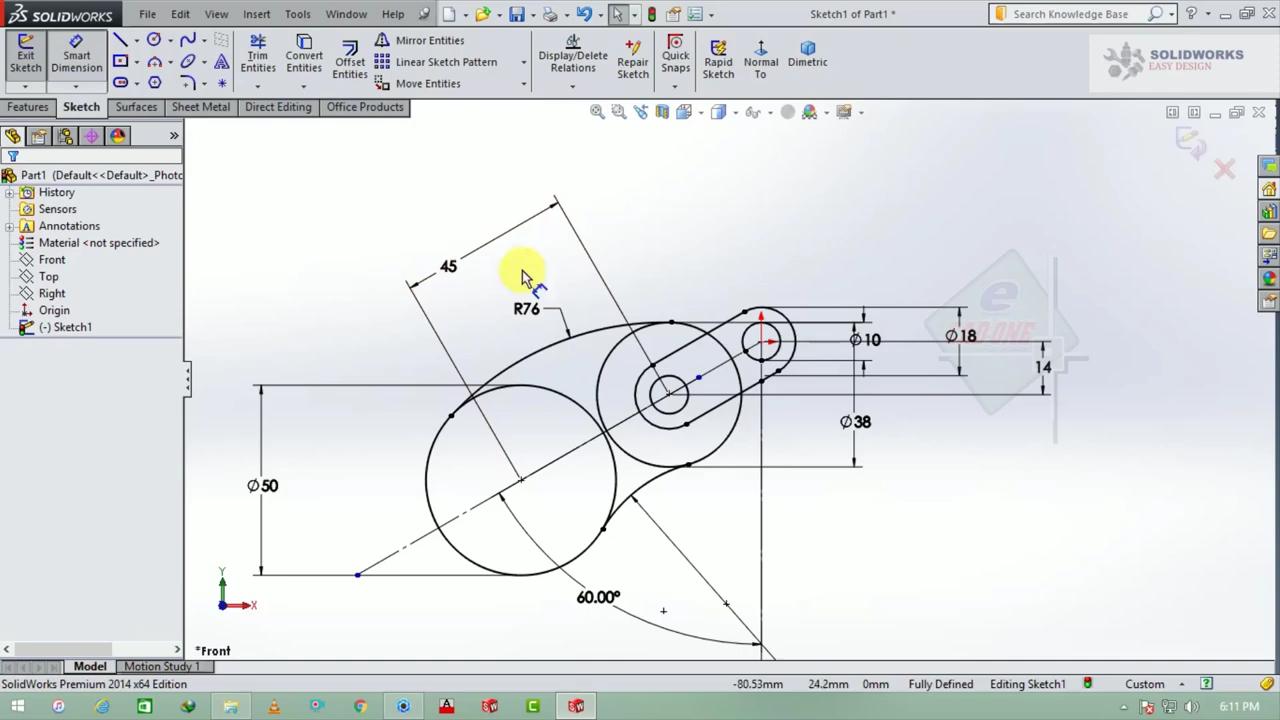 SOLIDWORKS File Edit View Insert Tools Window Help Sketch1 of Part1 * Search Knowledge Base
Exit Sketch
Smart Dimension
Trim Entities
Convert Entities
Offset Entities
Mirror Entities
Linear Sketch Pattern
Move Entities
Display/Delete Relations
Repair Sketch
Quick Snaps
Rapid Sketch
Normal To
Dimetric
SOLIDWORKS
EASY DESIGN
Features Sketch Surfaces Sheet Metal Direct Editing Office Products
Part1 (Default<<Default>_Photo
History
Sensors
Annotations
Material <not specified>
Front
Top
Right
Origin
(-) Sketch1
45
R76
Ø10
Ø18
14
Ø38
Ø50
60.00°
Y
X
*Front
Model Motion Study 1
SolidWorks Premium 2014 x64 Edition -80.53mm 24.2mm 0mm Fully Defined Editing Sketch1 Custom
6:11 PM